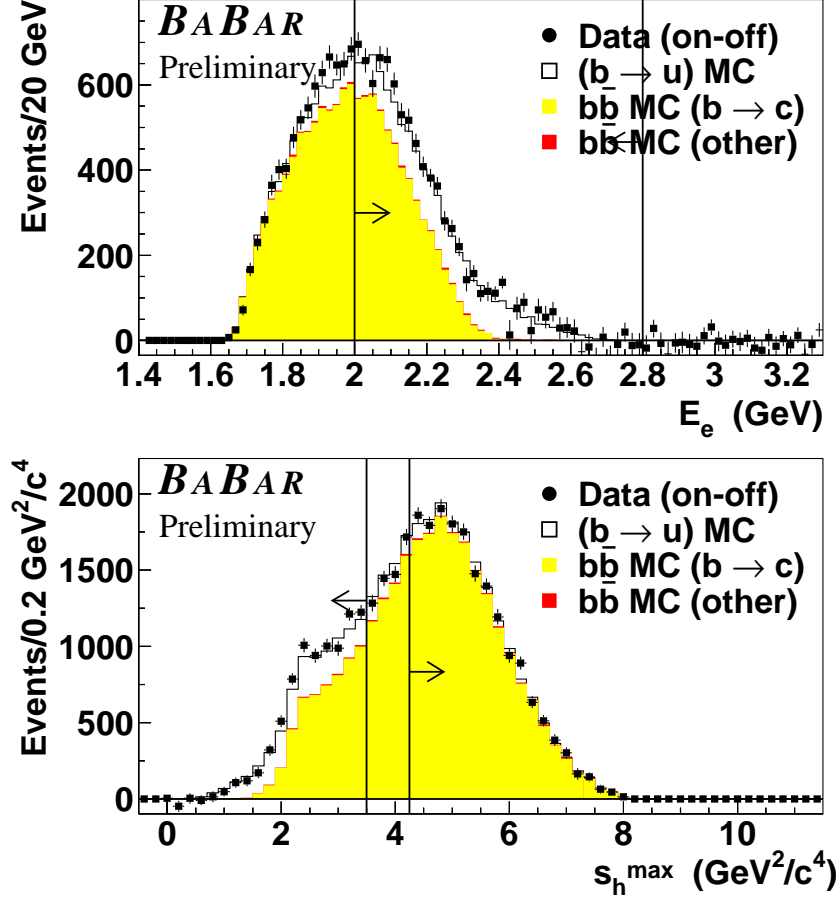 BABAR
Preliminary
Data (on-off)
(b → u) MC
bb̄ MC (b → c)
bb̄ MC (other)
Events/20 GeV
600
400
200
0
1.4 1.6 1.8 2 2.2 2.4 2.6 2.8 3 3.2
E_e (GeV)
BABAR
Preliminary
Data (on-off)
(b → u) MC
bb̄ MC (b → c)
bb̄ MC (other)
Events/0.2 GeV²/c⁴
2000
1500
1000
500
0
0 2 4 6 8 10
s_h^max (GeV²/c⁴)